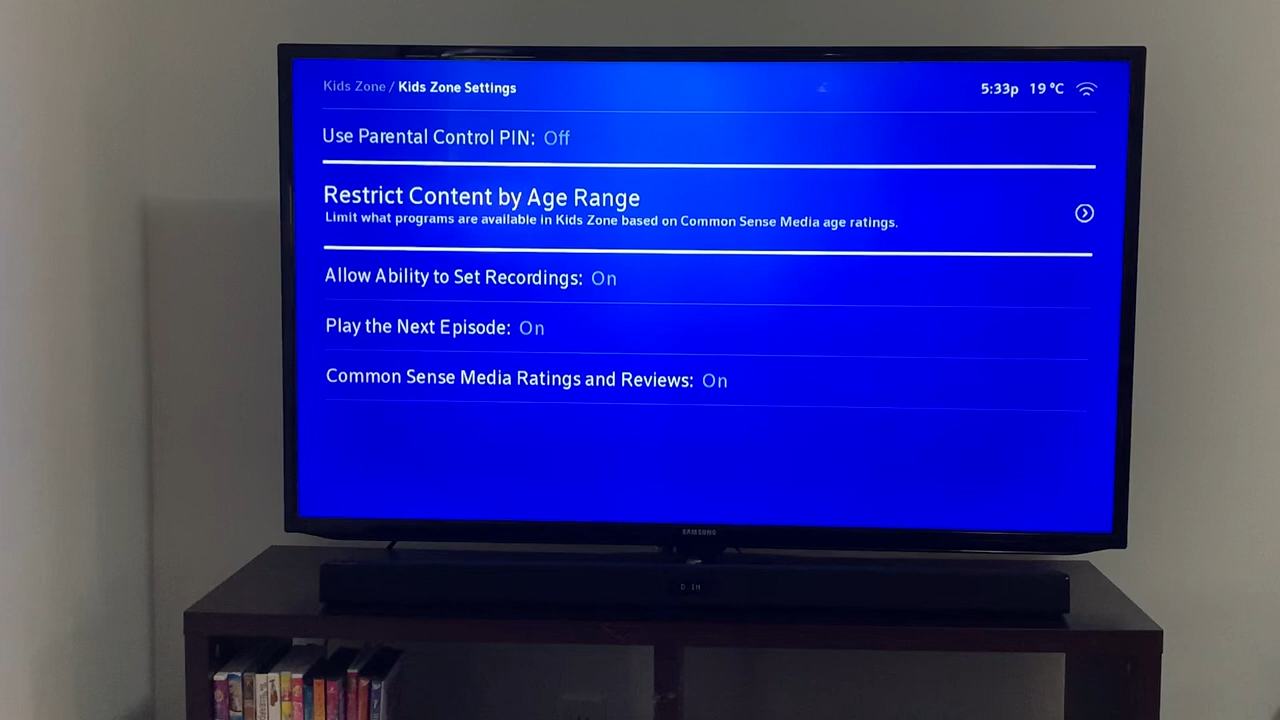 Kids Zone / Kids Zone Settings
5:33p 19 °C
Use Parental Control PIN: Off
Restrict Content by Age Range
Limit what programs are available in Kids Zone based on Common Sense Media age ratings.
Allow Ability to Set Recordings: On
Play the Next Episode: On
Common Sense Media Ratings and Reviews: On
SAMSUNG
D IN